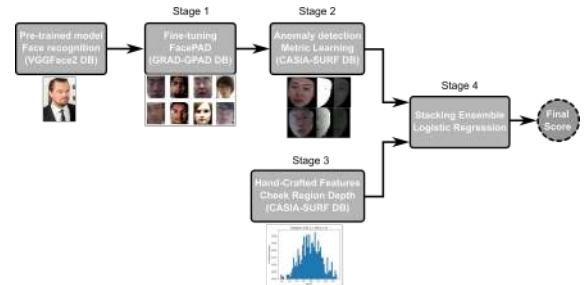 Stage 1
Stage 2
Pre-trained model
Face recognition
(VGGFace2 DB)
Fine-tuning
FacePAD
(GRAD-GPAD DB)
Anomaly detection
Metric Learning
(CASIA-SURF DB)
Stage 4
Stacking Ensemble
Logistic Regression
Final
Score
Stage 3
Hand-Crafted Features
Cheek Region Depth
(CASIA-SURF DB)